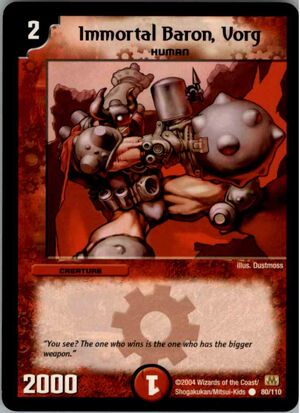 2
Immortal Baron, Vorg
HUMAN
illus. Dustmoss
CREATURE
"You see? The one who wins is the one who has the bigger
weapon."
2000
1
©2004 Wizards of the Coast/
Shogakukan/Mitsui-Kids ● 80/110